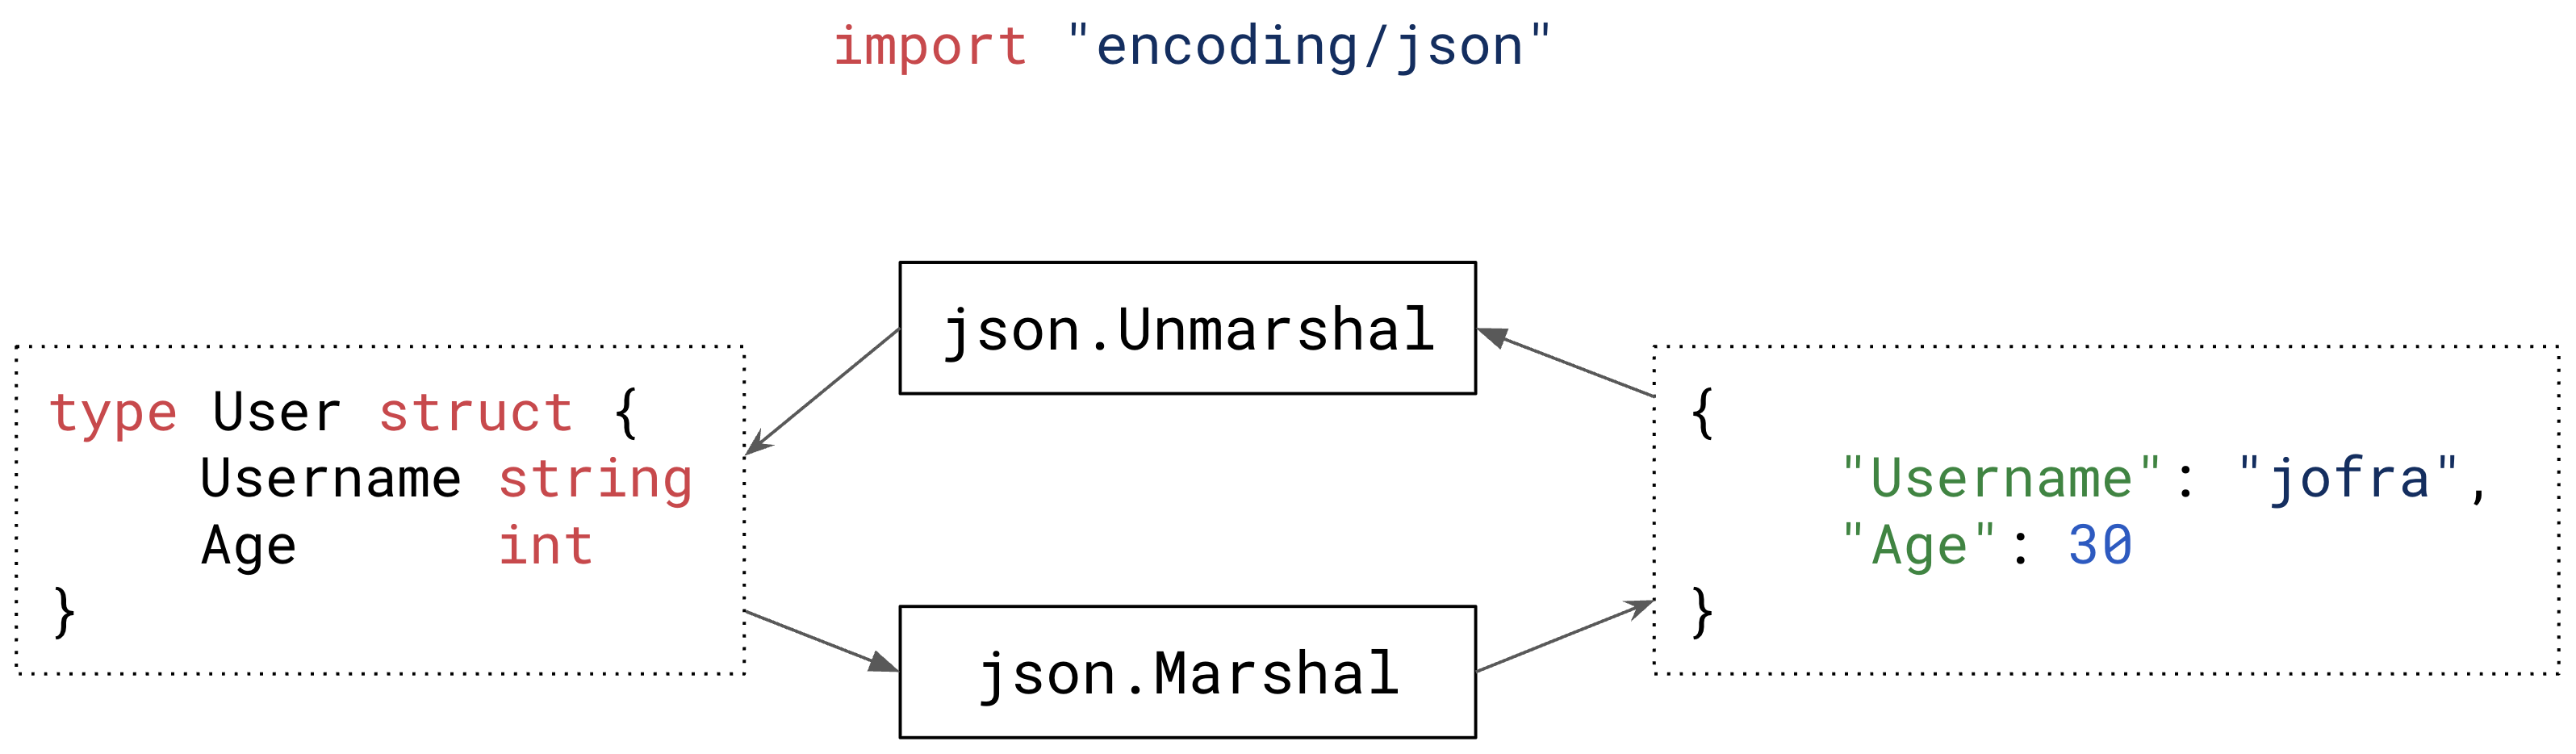 import "encoding/json"
json.Unmarshal
type User struct {
Username string
Age int
}
{
"Username": "jofra",
"Age": 30
}
json.Marshal